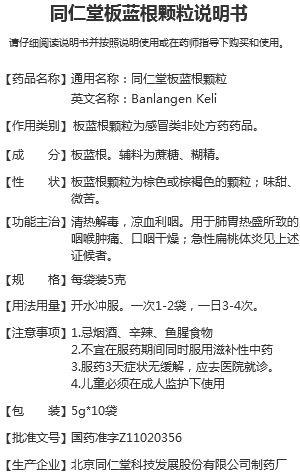 同仁堂板蓝根颗粒说明书
请仔细阅读说明书并按照说明使用或在药师指导下购买和使用。
【药品名称】通用名称：同仁堂板蓝根颗粒
英文名称：Banlangen Keli
【作用类别】板蓝根颗粒为感冒类非处方药药品。
【成　　分】板蓝根。辅料为蔗糖、糊精。
【性　　状】板蓝根颗粒为棕色或棕褐色的颗粒；味甜、
微苦。
【功能主治】清热解毒，凉血利咽。用于肺胃热盛所致的
咽喉肿痛、口咽干燥；急性扁桃体炎见上述
证候者。
【规　　格】每袋装5克
【用法用量】开水冲服。一次1-2袋，一日3-4次。
【注意事项】1.忌烟酒、辛辣、鱼腥食物
2.不宜在服药期间同时服用滋补性中药
3.服药3天症状无缓解，应去医院就诊。
4.儿童必须在成人监护下使用
【包　　装】5g*10袋
【批准文号】国药准字Z11020356
【生产企业】北京同仁堂科技发展股份有限公司制药厂